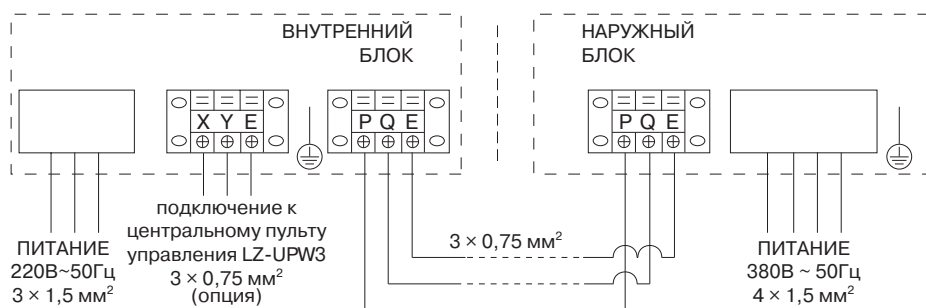 ВНУТРЕННИЙ
БЛОК
НАРУЖНЫЙ
БЛОК
X Y E
P Q E
P Q E
ПИТАНИЕ
220В~50Гц
3 × 1,5 мм²
подключение к
центральному пульту
управления LZ-UPW3
3 × 0,75 мм²
(опция)
3 × 0,75 мм²
ПИТАНИЕ
380В ~ 50Гц
4 × 1,5 мм²